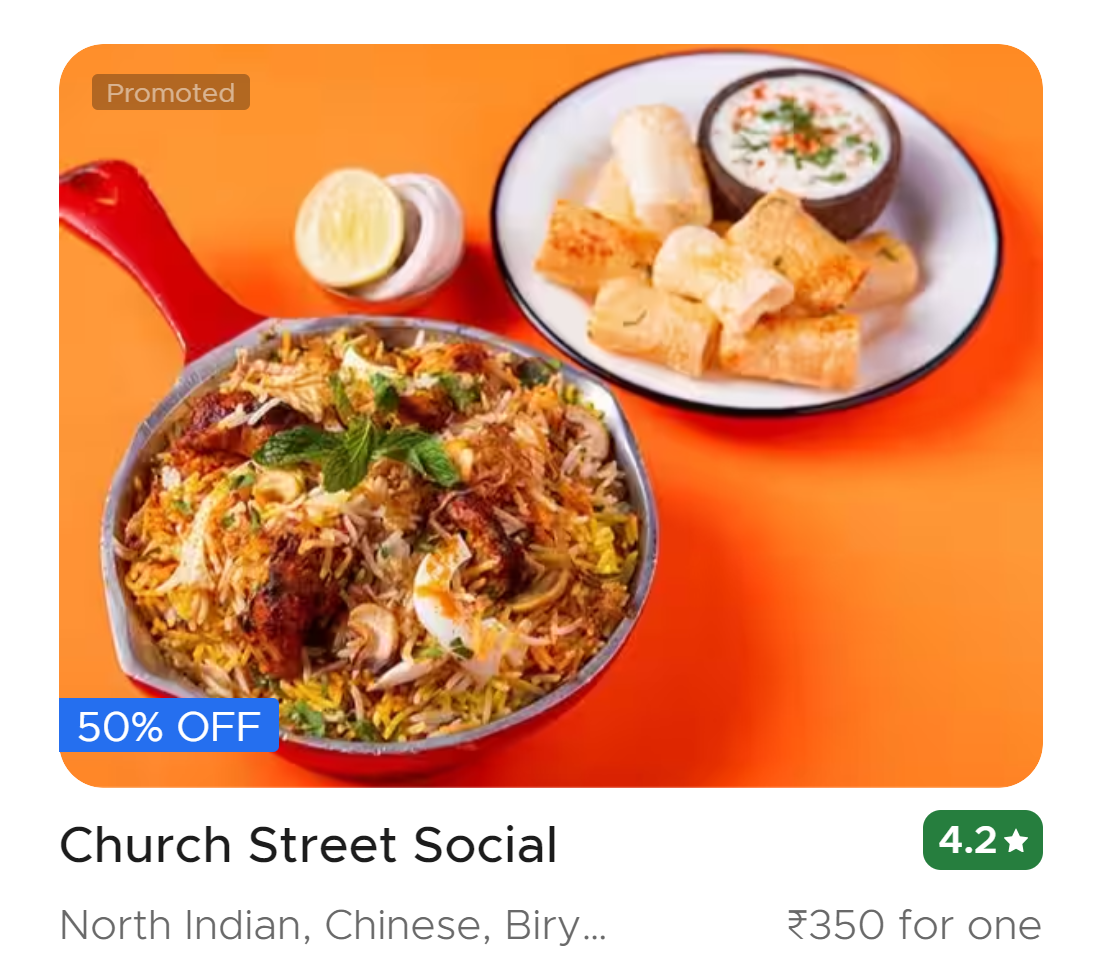 Promoted
50% OFF
Church Street Social
4.2★
North Indian, Chinese, Biry...
₹350 for one